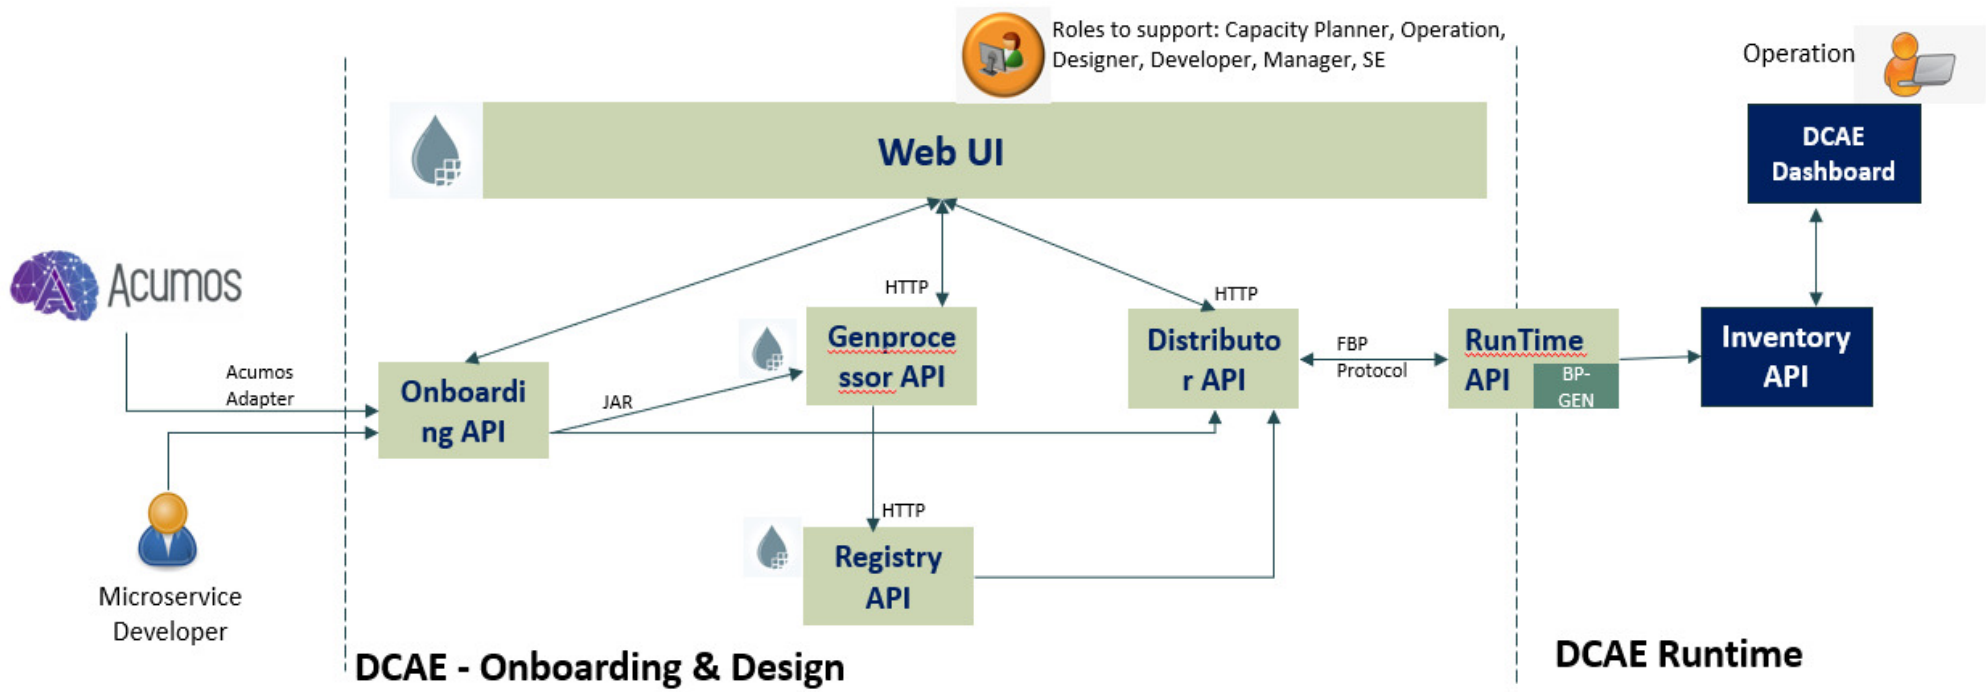 Roles to support: Capacity Planner, Operation,
Designer, Developer, Manager, SE
Operation
Web UI
DCAE
Dashboard
Acumos
HTTP
HTTP
Genproce
ssor API
Distributo
r API
FBP
Protocol
RunTime
API
BP-
GEN
Inventory
API
Acumos
Adapter
Onboardi
ng API
JAR
HTTP
Registry
API
Microservice
Developer
DCAE - Onboarding & Design
DCAE Runtime